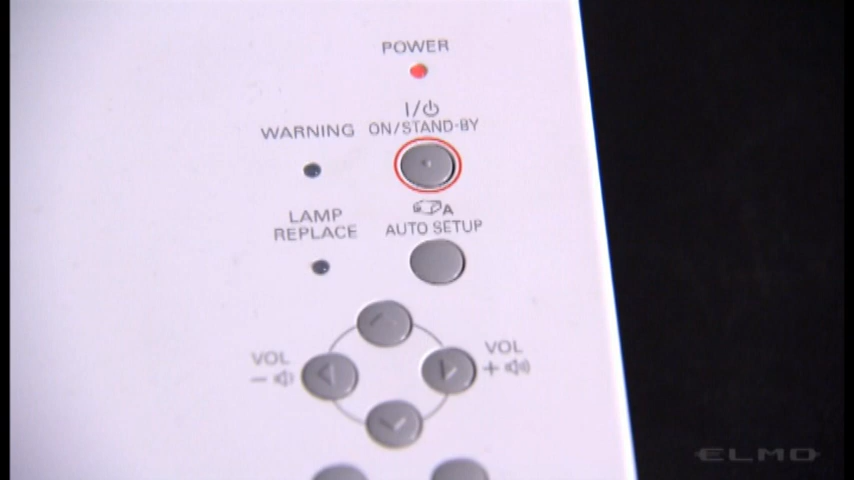 POWER
I/⏻
ON/STAND-BY
WARNING
A
LAMP
REPLACE
AUTO SETUP
VOL
−
VOL
+
ELMO